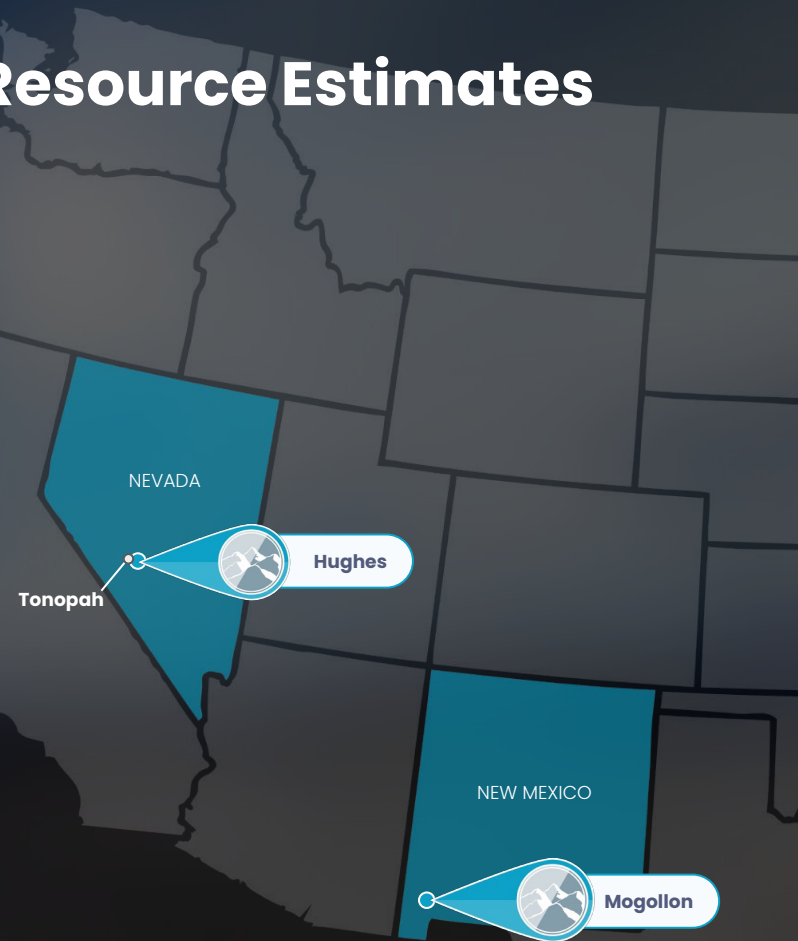 Resource Estimates
NEVADA
Hughes
Tonopah
NEW MEXICO
Mogollon